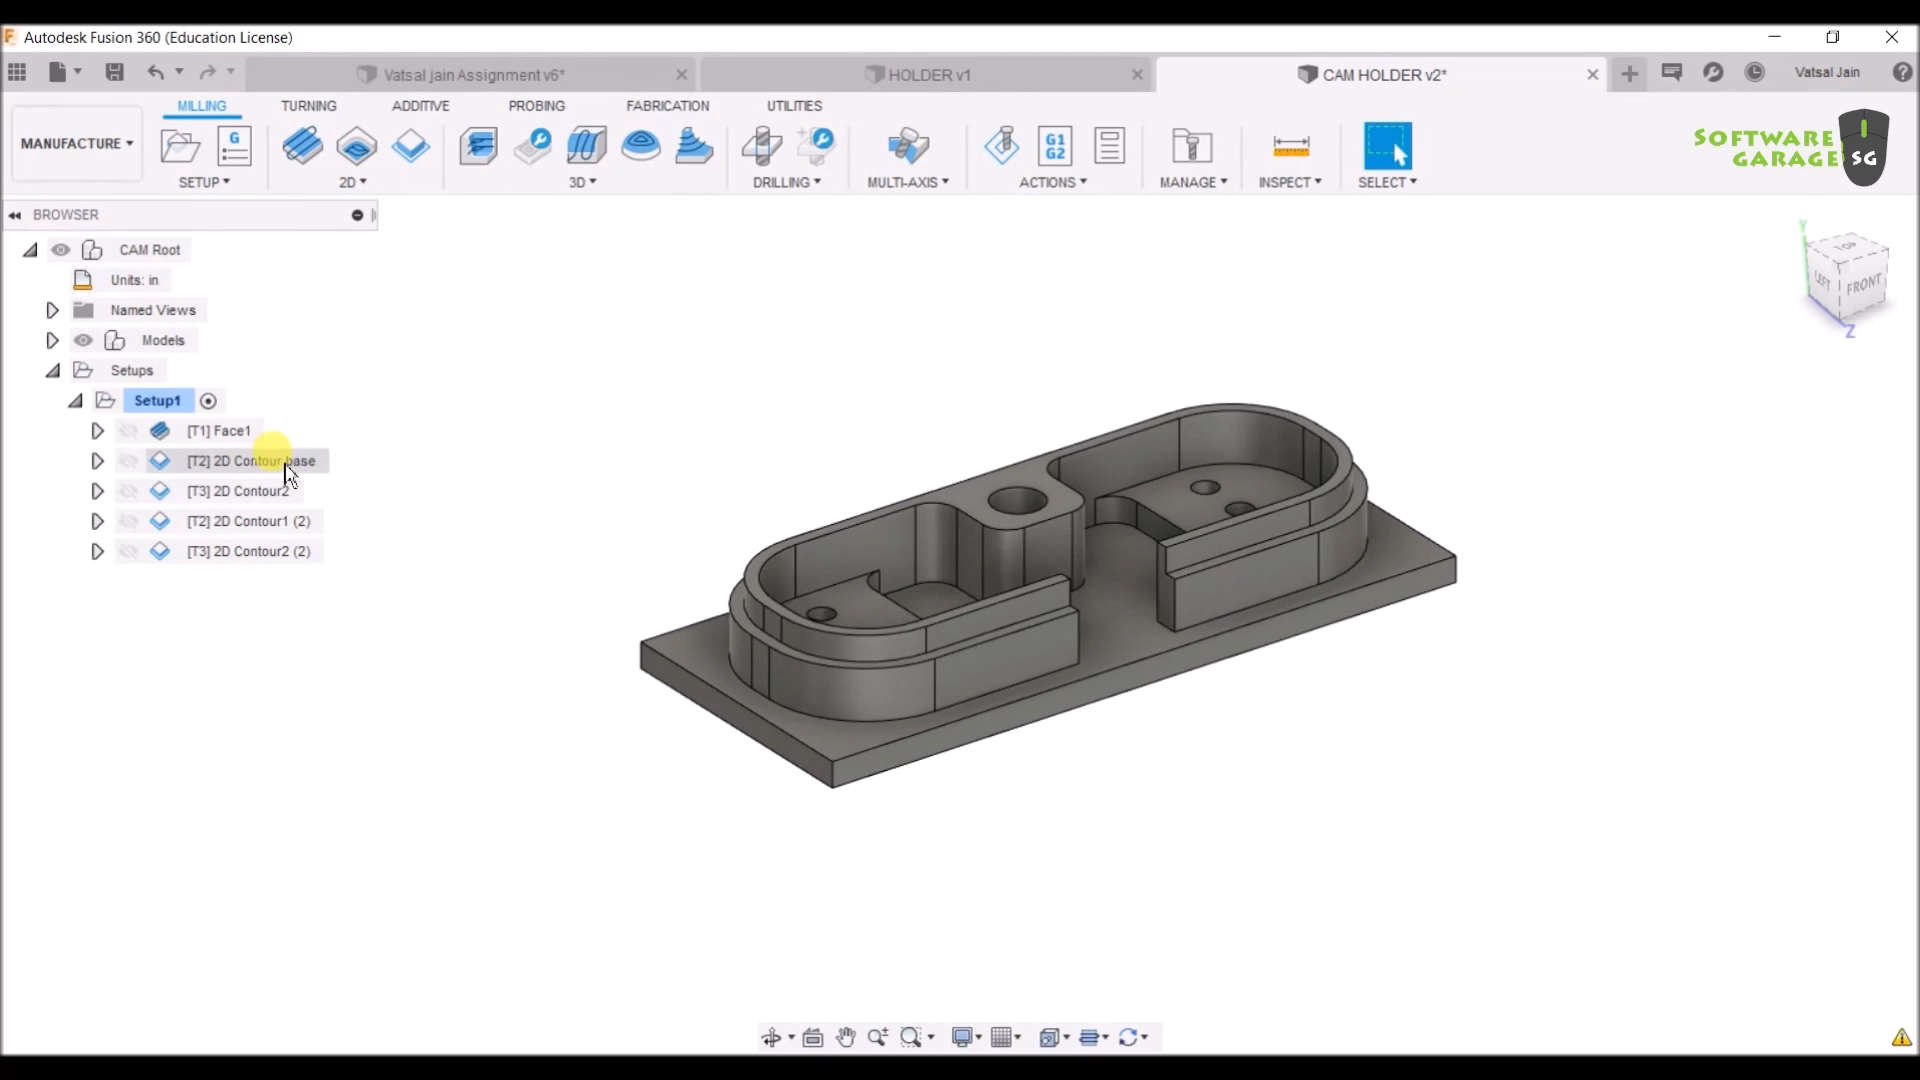 Autodesk Fusion 360 (Education License)
Vatsal jain Assignment v6*
HOLDER v1
CAM HOLDER v2*
Vatsal Jain
MILLING
TURNING
ADDITIVE
PROBING
FABRICATION
UTILITIES
MANUFACTURE
G
G1
G2
SOFTWARE
GARAGE SG
SETUP
2D
3D
DRILLING
MULTI-AXIS
ACTIONS
MANAGE
INSPECT
SELECT
BROWSER
CAM Root
Units: in
Named Views
Models
Setups
Setup1
[T1] Face1
[T2] 2D Contour base
[T3] 2D Contour2
[T2] 2D Contour1 (2)
[T3] 2D Contour2 (2)
Y
TOP
LEFT
FRONT
Z